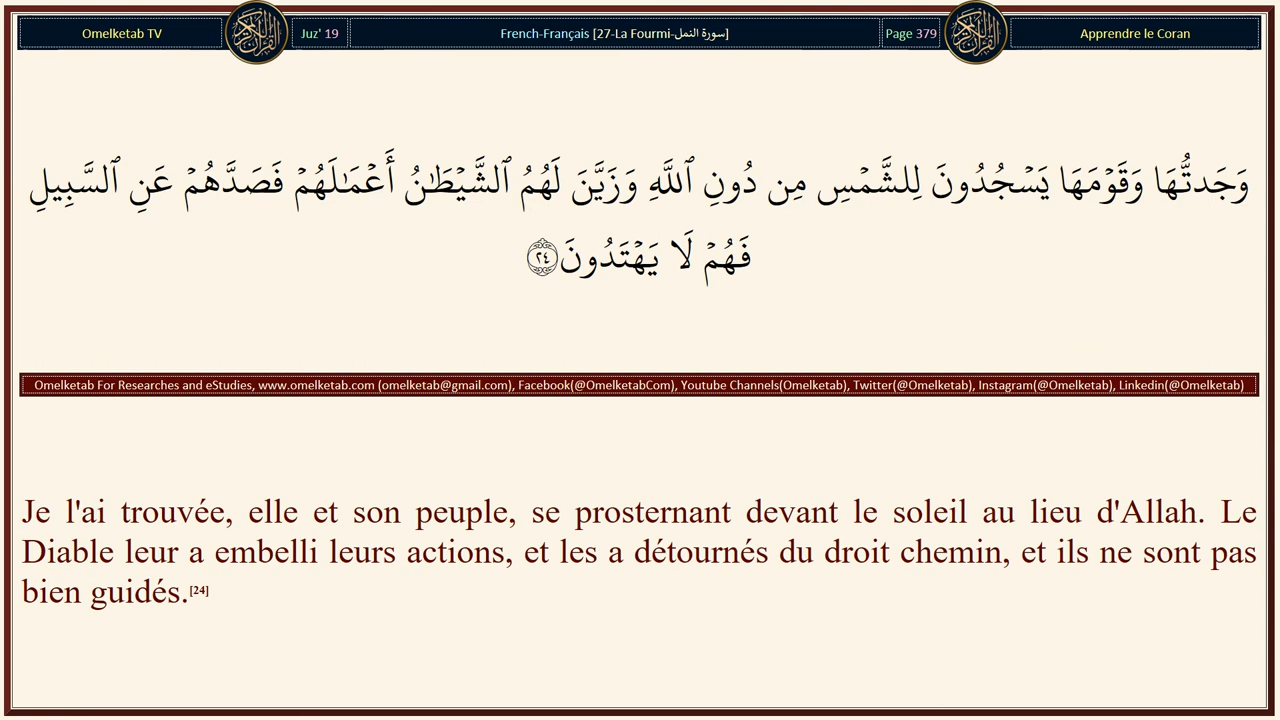 Omelketab TV
Juz' 19
French-Français [27-La Fourmi-سورة النمل]
Page 379
Apprendre le Coran
وَجَدتُّهَا وَقَوۡمَهَا يَسۡجُدُونَ لِلشَّمۡسِ مِن دُونِ ٱللَّهِ وَزَيَّنَ لَهُمُ ٱلشَّيۡطَٰنُ أَعۡمَٰلَهُمۡ فَصَدَّهُمۡ عَنِ ٱلسَّبِيلِ
فَهُمۡ لَا يَهۡتَدُونَ ٢٤
Omelketab For Researches and eStudies, www.omelketab.com (omelketab@gmail.com), Facebook(@OmelketabCom), Youtube Channels(Omelketab), Twitter(@Omelketab), Instagram(@Omelketab), Linkedin(@Omelketab)
Je l'ai trouvée, elle et son peuple, se prosternant devant le soleil au lieu d'Allah. Le
Diable leur a embelli leurs actions, et les a détournés du droit chemin, et ils ne sont pas
bien guidés.[24]